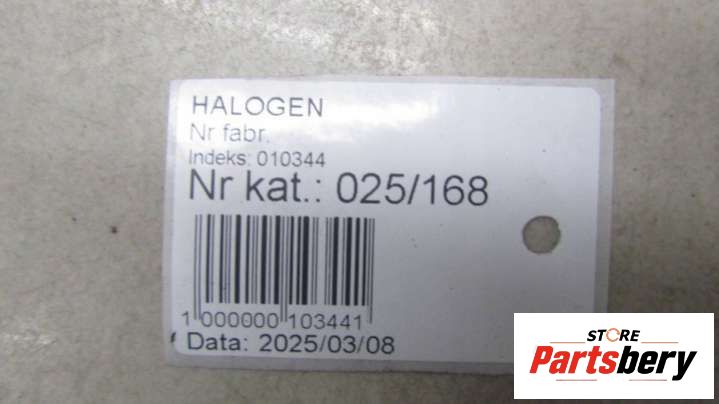 HALOGEN
Nr fabr.
Indeks: 010344
Nr kat.: 025/168
1 000000 103441
Data: 2025/03/08
STORE
Partsbery